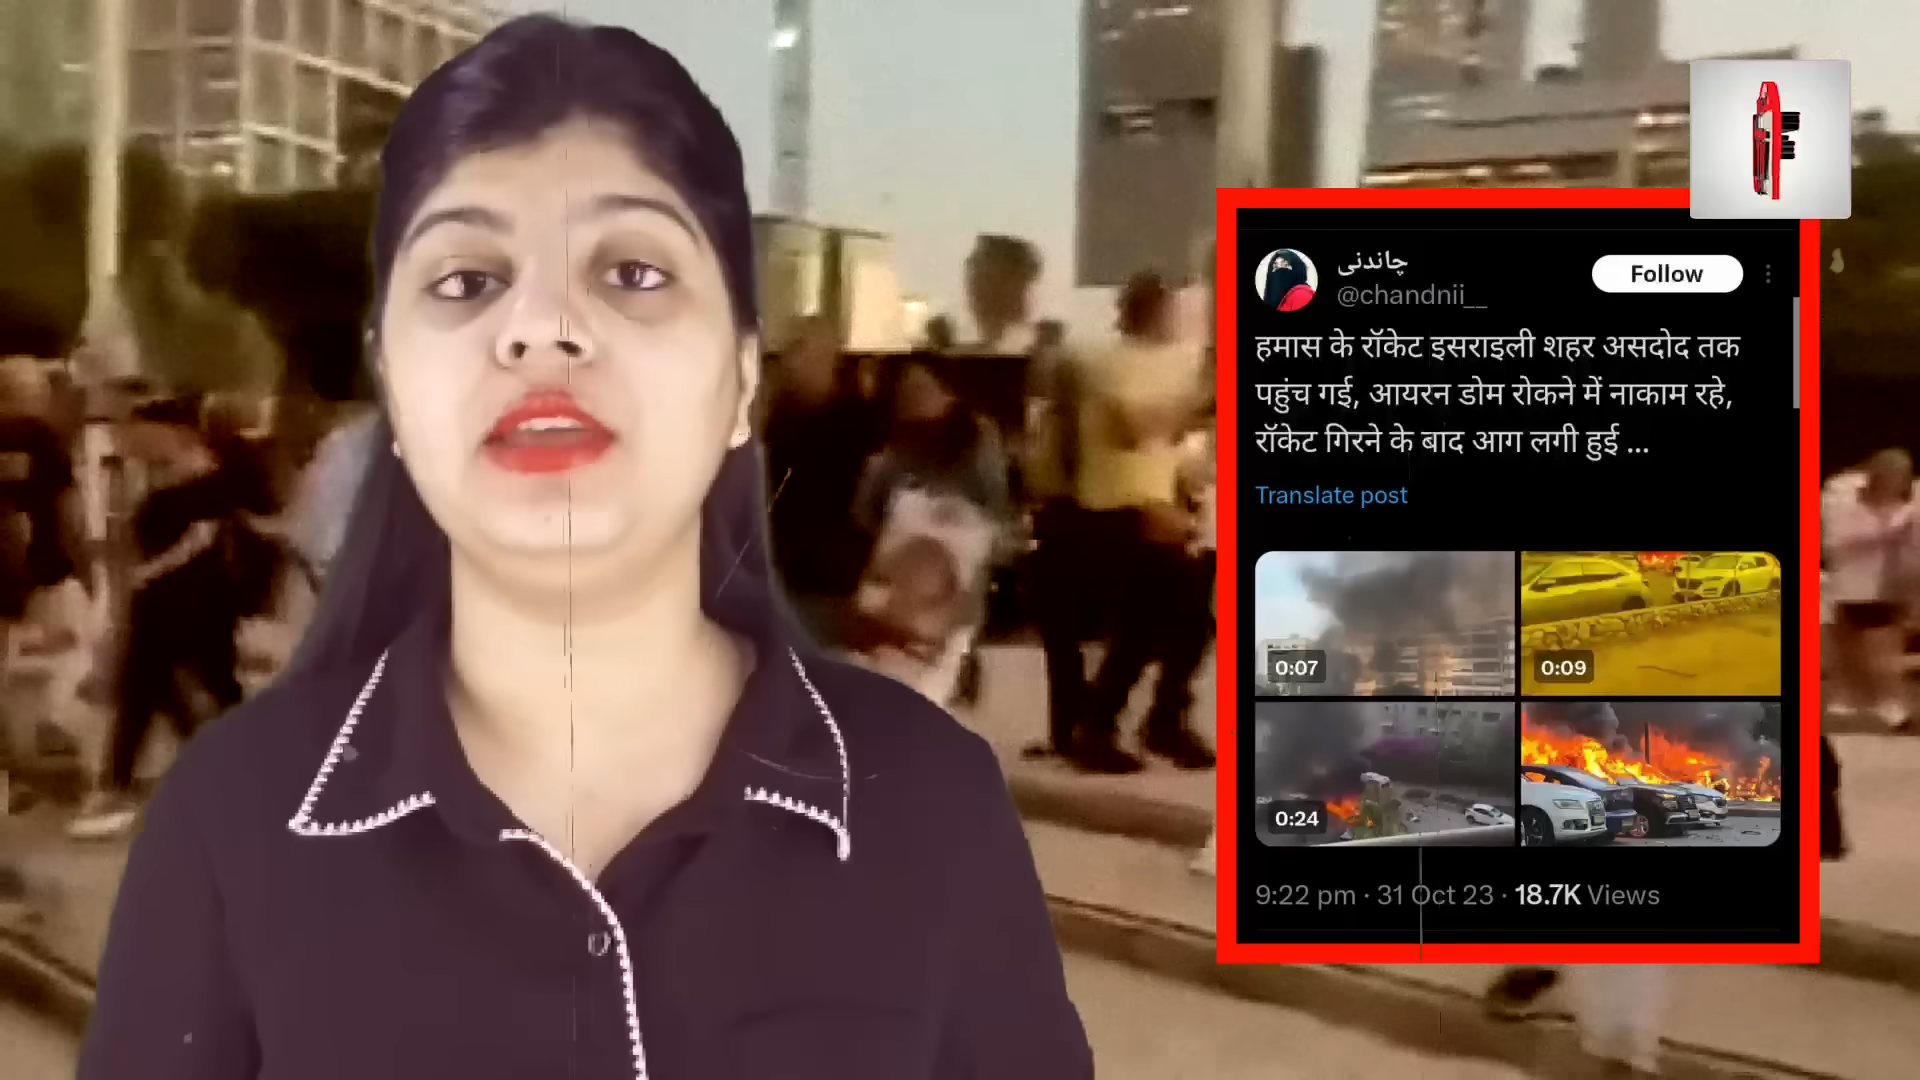 چاندنی
@chandnii__
Follow
हमास के रॉकेट इसराइली शहर असदोद तक
पहुंच गई, आयरन डोम रोकने में नाकाम रहे,
रॉकेट गिरने के बाद आग लगी हुई ...
Translate post
0:07
0:09
0:24
9:22 pm · 31 Oct 23 · 18.7K Views